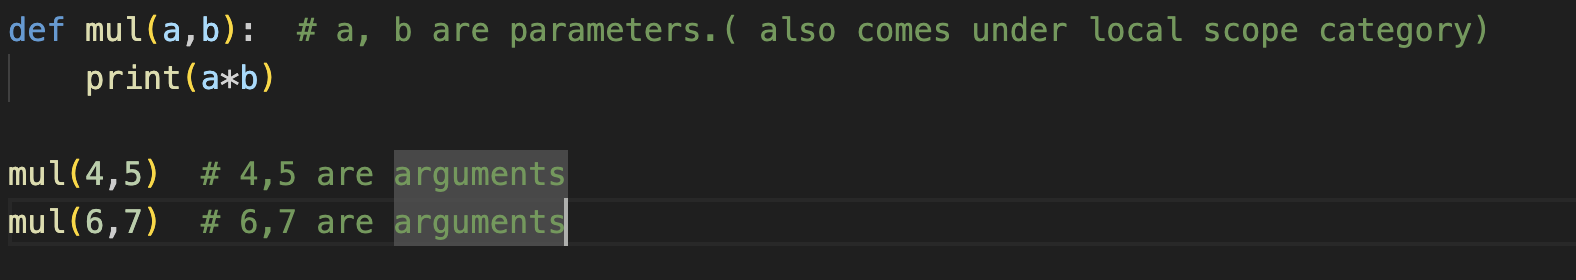 def mul(a,b):  # a, b are parameters.( also comes under local scope category)
    print(a*b)
mul(4,5)  # 4,5 are arguments
mul(6,7)  # 6,7 are arguments